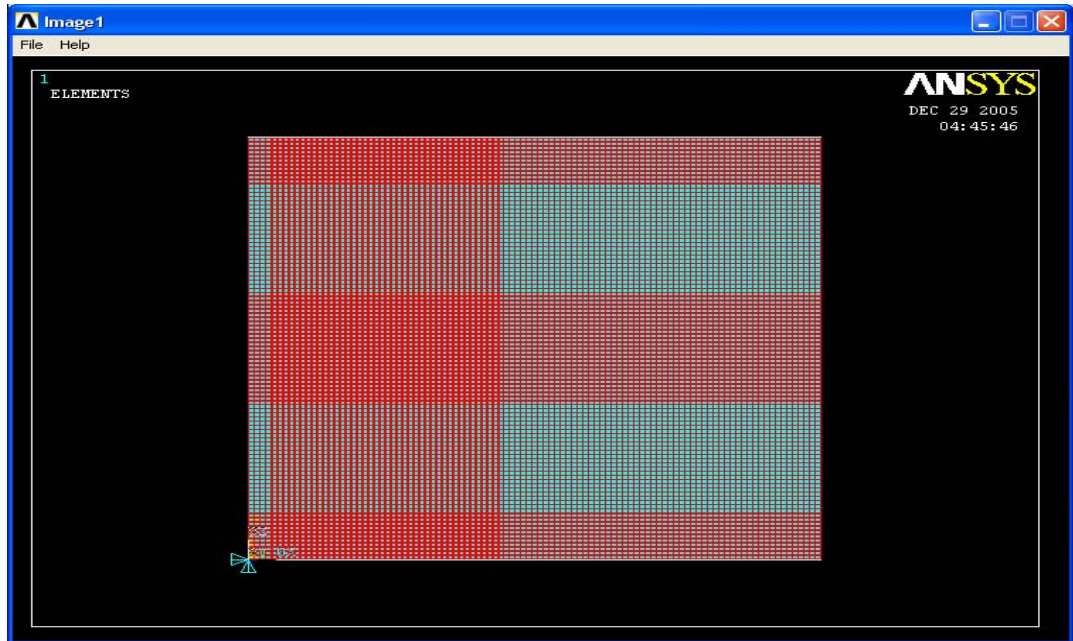 Image1
File Help
1
ELEMENTS
ANSYS
DEC 29 2005
04:45:46